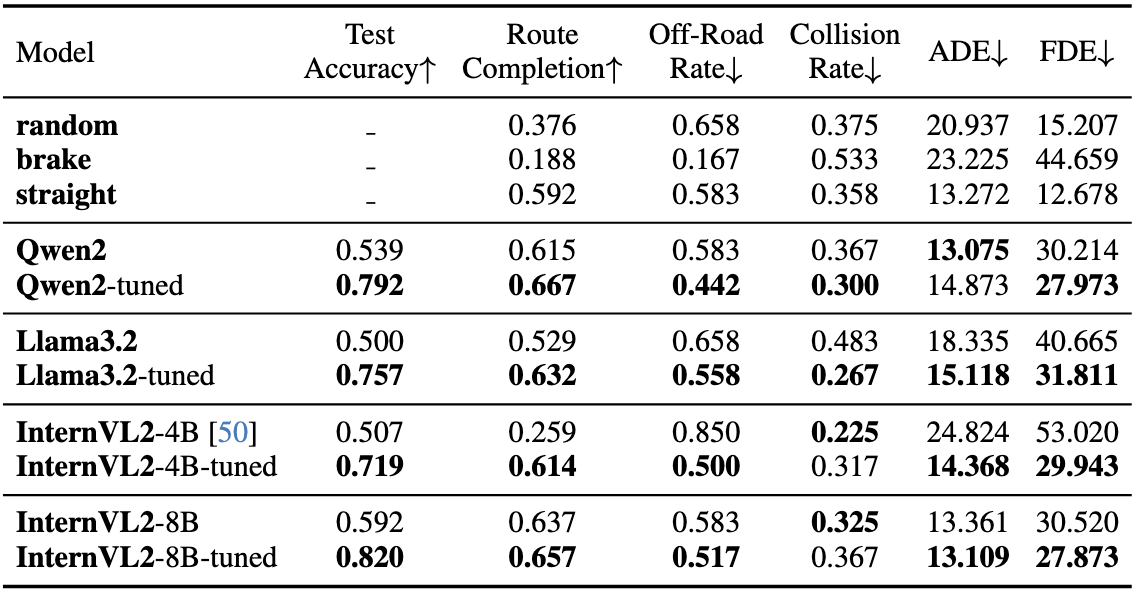 Model Test Accuracy↑ Route Completion↑ Off-Road Rate↓ Collision Rate↓ ADE↓ FDE↓
random - 0.376 0.658 0.375 20.937 15.207
brake - 0.188 0.167 0.533 23.225 44.659
straight - 0.592 0.583 0.358 13.272 12.678
Qwen2 0.539 0.615 0.583 0.367 13.075 30.214
Qwen2-tuned 0.792 0.667 0.442 0.300 14.873 27.973
Llama3.2 0.500 0.529 0.658 0.483 18.335 40.665
Llama3.2-tuned 0.757 0.632 0.558 0.267 15.118 31.811
InternVL2-4B [50] 0.507 0.259 0.850 0.225 24.824 53.020
InternVL2-4B-tuned 0.719 0.614 0.500 0.317 14.368 29.943
InternVL2-8B 0.592 0.637 0.583 0.325 13.361 30.520
InternVL2-8B-tuned 0.820 0.657 0.517 0.367 13.109 27.873